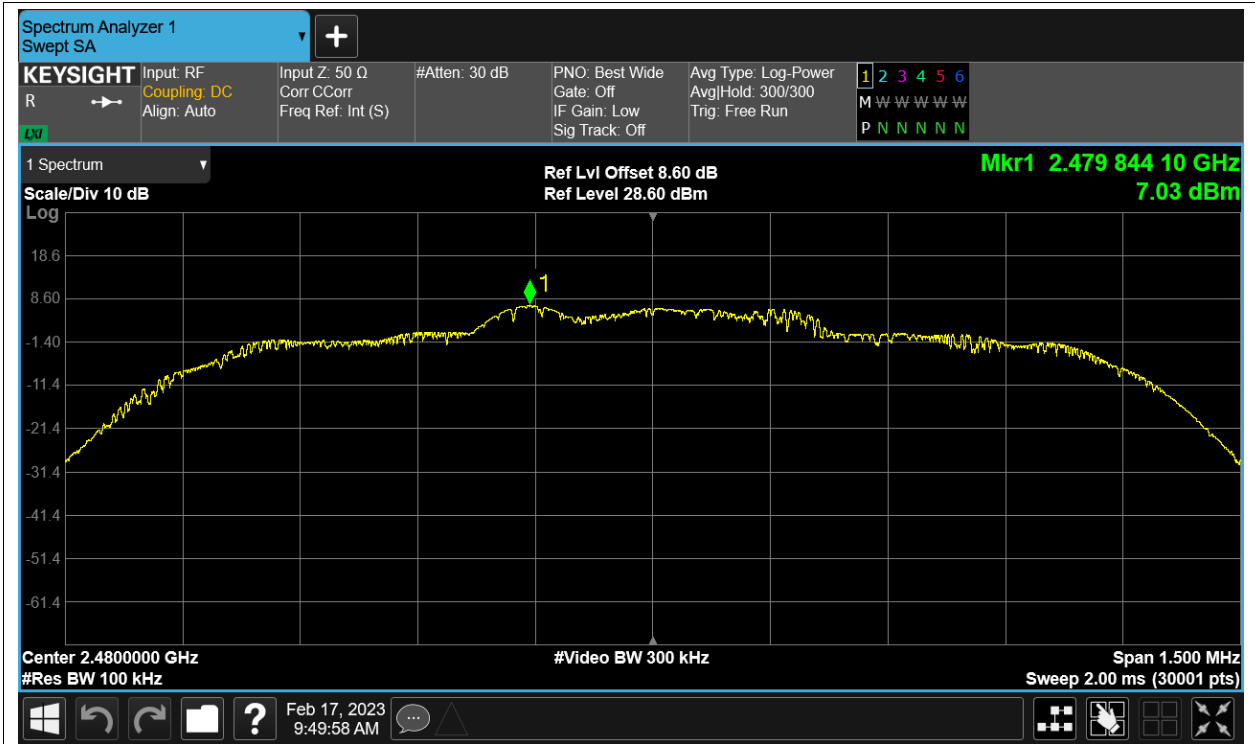 Spectrum Analyzer 1
Swept SA
+
KEYSIGHT
R
LXI
Input: RF
Coupling: DC
Align: Auto
Input Z: 50 Ω
Corr CCorr
Freq Ref: Int (S)
#Atten: 30 dB
PNO: Best Wide
Gate: Off
IF Gain: Low
Sig Track: Off
Avg Type: Log-Power
Avg|Hold: 300/300
Trig: Free Run
1 2 3 4 5 6
M W W W W W
P N N N N N
1 Spectrum
Scale/Div 10 dB
Log
Ref Lvl Offset 8.60 dB
Ref Level 28.60 dBm
Mkr1 2.479 844 10 GHz
7.03 dBm
18.6
8.60
-1.40
-11.4
-21.4
-31.4
-41.4
-51.4
-61.4
1
Center 2.4800000 GHz
#Res BW 100 kHz
#Video BW 300 kHz
Span 1.500 MHz
Sweep 2.00 ms (30001 pts)
?
Feb 17, 2023
9:49:58 AM